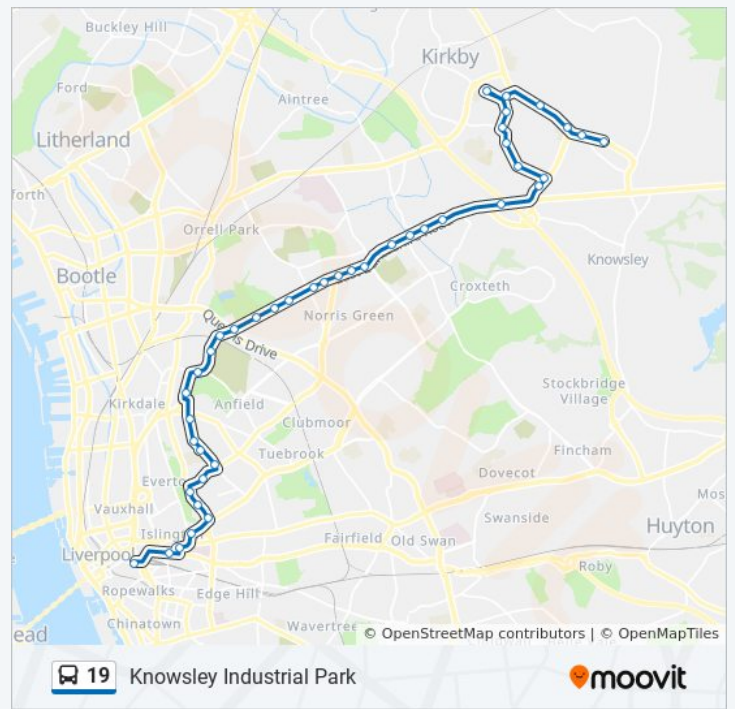 Buckley Hill
Kirkby
Ford
Aintree
Litherland
forth
Orrell Park
Knowsley
Bootle
Croxteth
Queens Drive
Norris Green
Stockbridge
Village
Kirkdale
Anfield
Clubmoor
Tuebrook
Fincham
Dovecot
Everto
Mos
Vauxhall
Swanside
Huyton
Isling
Fairfield
Old Swan
Liverpool
Roby
Ropewalks
Edge Hill
ead
Chinatown
Wavertree
© OpenStreetMap contributors | © OpenMapTiles
19 Knowsley Industrial Park
moovit